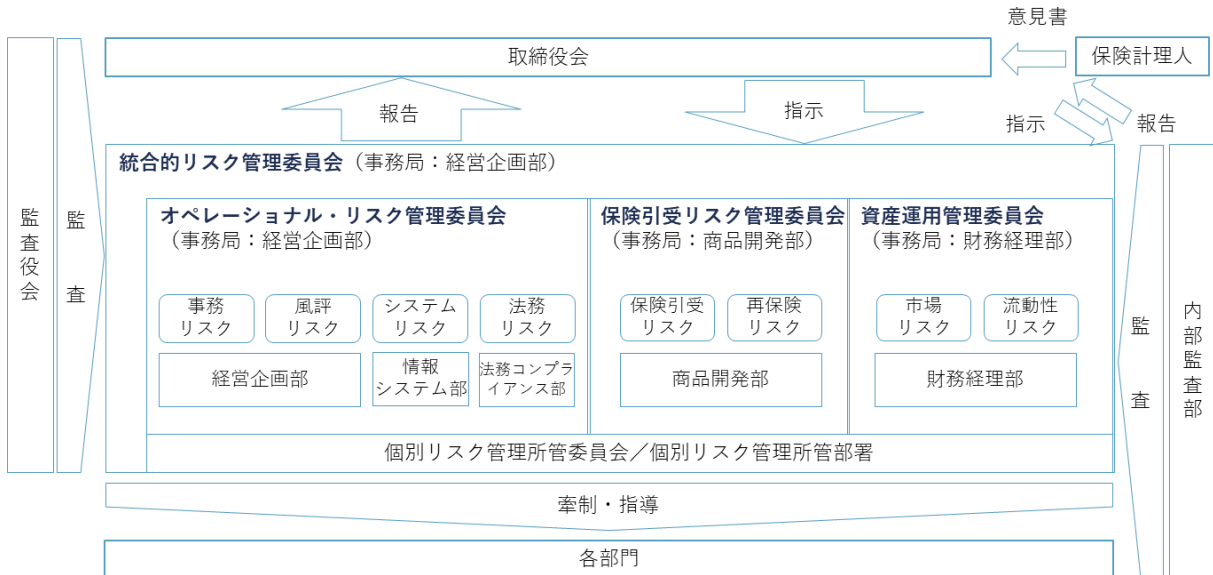 意見書
取締役会
保険計理人
報告
指示
指示
報告
統合的リスク管理委員会（事務局：経営企画部）
監査役会
監査
オペレーショナル・リスク管理委員会
（事務局：経営企画部）
保険引受リスク管理委員会
（事務局：商品開発部）
資産運用管理委員会
（事務局：財務経理部）
事務
リスク
風評
リスク
システム
リスク
法務
リスク
保険引受
リスク
再保険
リスク
市場
リスク
流動性
リスク
経営企画部
情報
システム部
法務コンプラ
イアンス部
商品開発部
財務経理部
監査
内部監査部
個別リスク管理所管委員会／個別リスク管理所管部署
牽制・指導
各部門